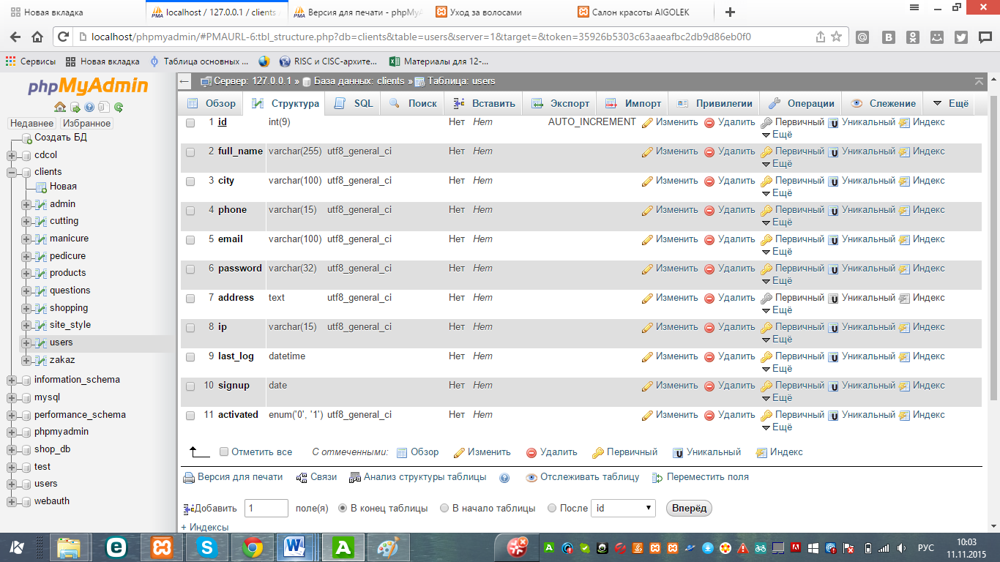 Новая вкладка
localhost / 127.0.0.1 / clients
Версия для печати - phpMyA
Уход за волосами
Салон красоты AIGOLEK
localhost/phpmyadmin/#PMAURL-6:tbl_structure.php?db=clients&table=users&server=1&target=&token=35926b5303c63aaeafbc2db9d86eb0f0
Сервисы
Новая вкладка
Таблица основных ...
RISC и CISC-архите...
Материалы для 12-...
phpMyAdmin
Недавнее
Избранное
Создать БД
cdcol
clients
Новая
admin
cutting
manicure
pedicure
products
questions
shopping
site_style
users
zakaz
information_schema
mysql
performance_schema
phpmyadmin
shop_db
test
users
webauth
Сервер: 127.0.0.1 » База данных: clients » Таблица: users
Обзор Структура SQL Поиск Вставить Экспорт Импорт Привилегии Операции Слежение Ещё
1 id int(9) Нет Нет AUTO_INCREMENT Изменить Удалить Первичный Уникальный Индекс
Ещё
2 full_name varchar(255) utf8_general_ci Нет Нет Изменить Удалить Первичный Уникальный Индекс
Ещё
3 city varchar(100) utf8_general_ci Нет Нет Изменить Удалить Первичный Уникальный Индекс
Ещё
4 phone varchar(15) utf8_general_ci Нет Нет Изменить Удалить Первичный Уникальный Индекс
Ещё
5 email varchar(100) utf8_general_ci Нет Нет Изменить Удалить Первичный Уникальный Индекс
Ещё
6 password varchar(32) utf8_general_ci Нет Нет Изменить Удалить Первичный Уникальный Индекс
Ещё
7 address text utf8_general_ci Нет Нет Изменить Удалить Первичный Уникальный Индекс
Ещё
8 ip varchar(15) utf8_general_ci Нет Нет Изменить Удалить Первичный Уникальный Индекс
Ещё
9 last_log datetime Нет Нет Изменить Удалить Первичный Уникальный Индекс
Ещё
10 signup date Нет Нет Изменить Удалить Первичный Уникальный Индекс
Ещё
11 activated enum('0', '1') utf8_general_ci Нет Нет Изменить Удалить Первичный Уникальный Индекс
Ещё
Отметить все С отмеченными: Обзор Изменить Удалить Первичный Уникальный Индекс
Версия для печати Связи Анализ структуры таблицы Отслеживать таблицу Переместить поля
Добавить 1 поле(я) В конец таблицы В начало таблицы После id Вперёд
+ Индексы
РУС
10:03
11.11.2015